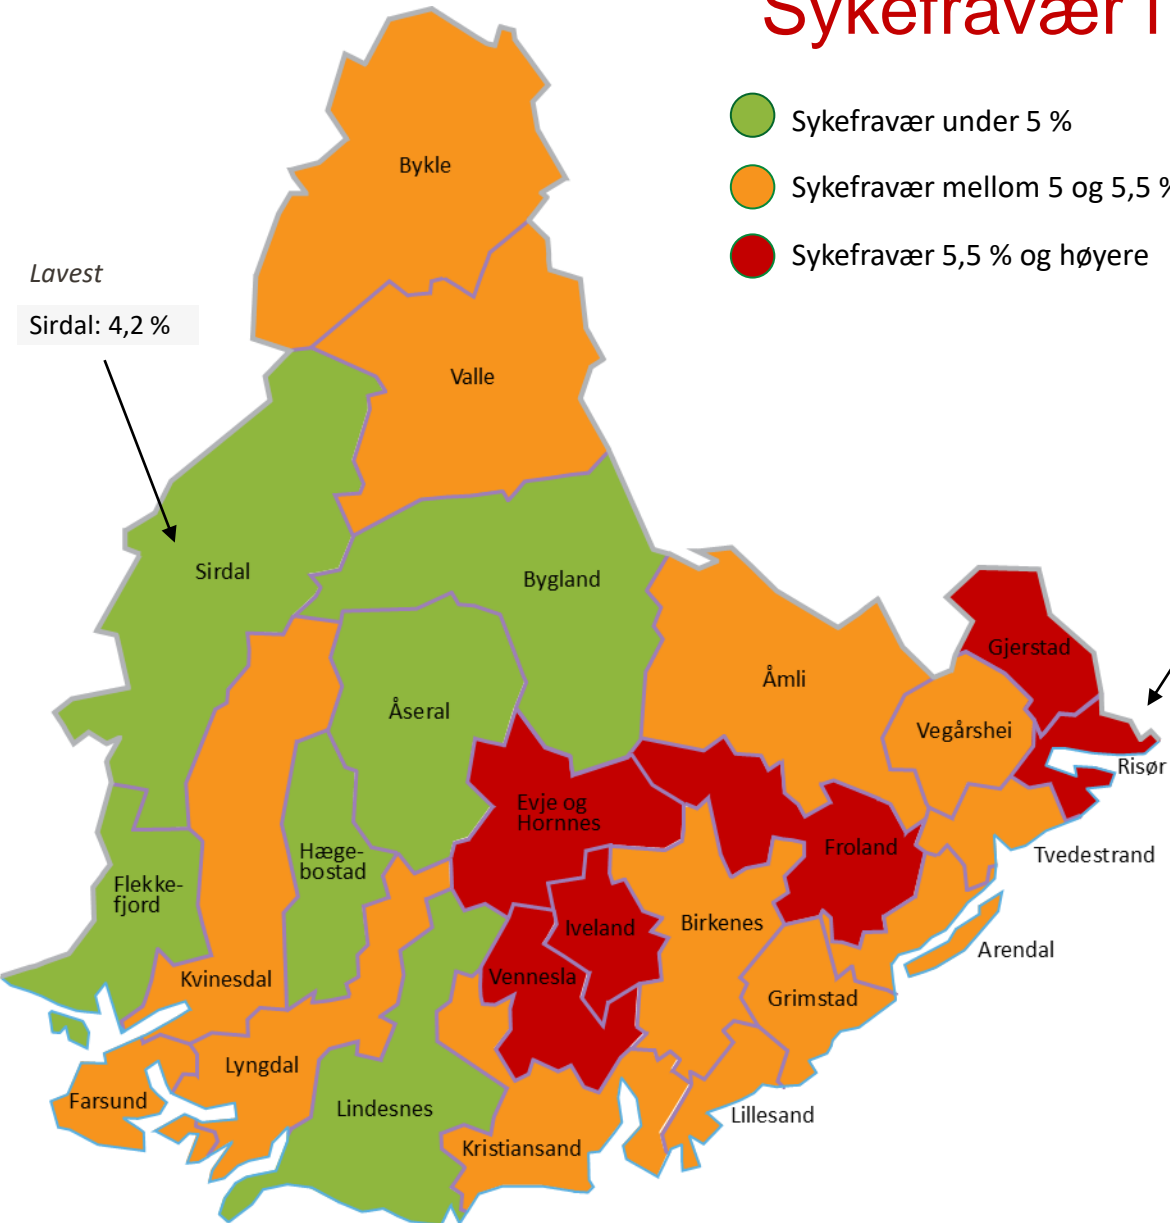 Sykefravær i
Sykefravær under 5 %
Sykefravær mellom 5 og 5,5 %
Sykefravær 5,5 % og høyere
Lavest
Sirdal: 4,2 %
Bykle
Valle
Sirdal
Bygland
Gjerstad
Åmli
Åseral
Vegårshei
Risør
Evje og
Hornnes
Froland
Tvedestrand
Hæge-
bostad
Flekke-
fjord
Birkenes
Iveland
Arendal
Vennesla
Kvinesdal
Grimstad
Lyngdal
Farsund
Lindesnes
Lillesand
Kristiansand